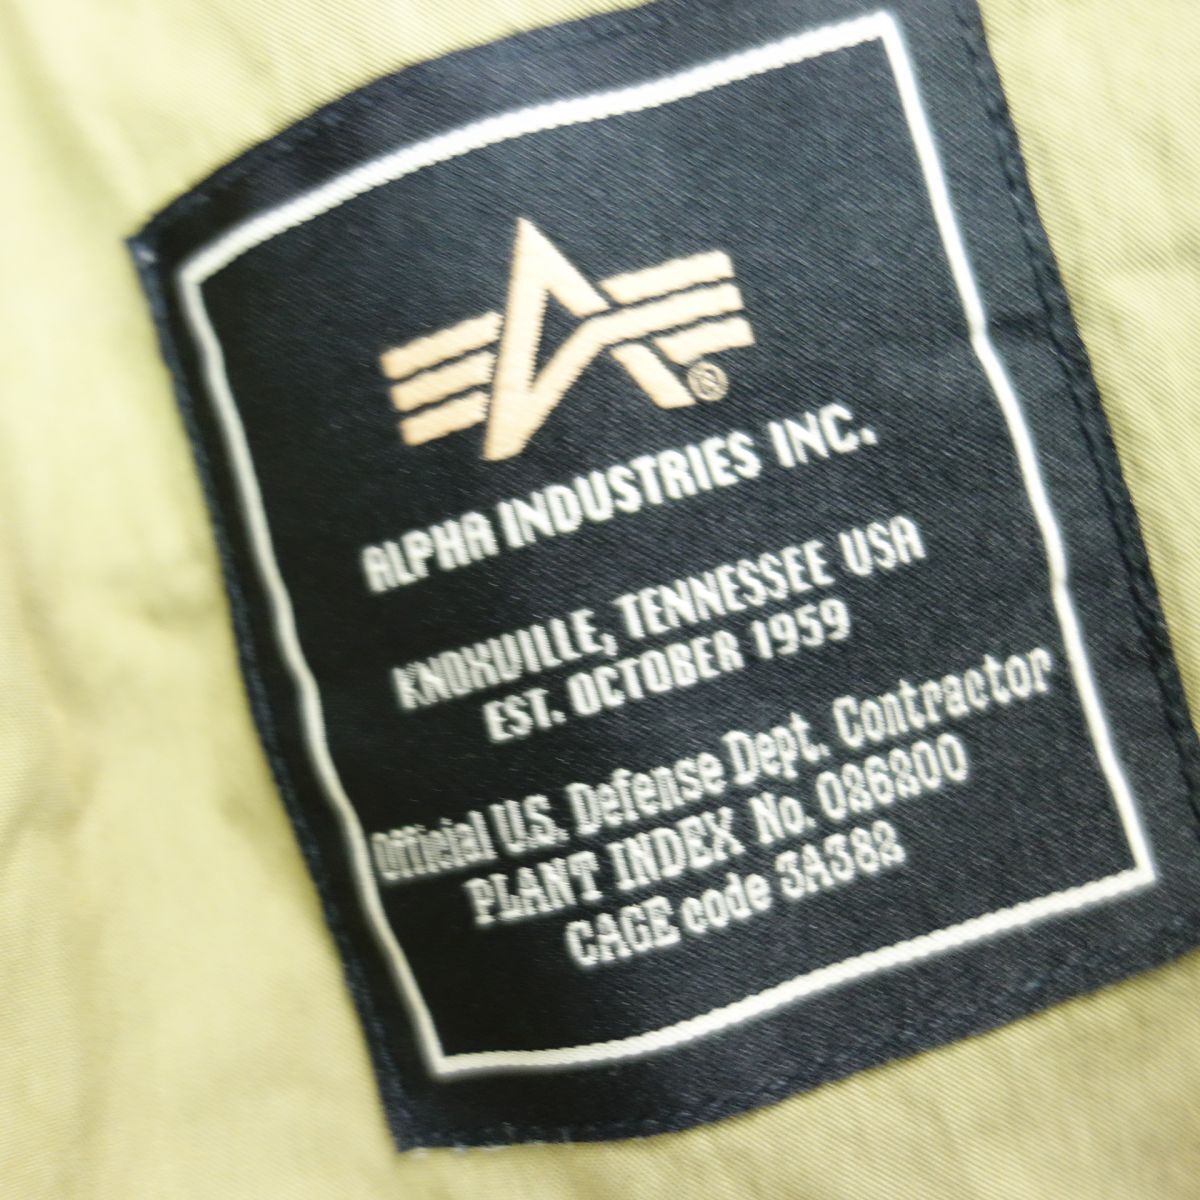 ALPHA INDUSTRIES INC.
KNOXVILLE, TENNESSEE USA
EST. OCTOBER 1959
Official U.S. Defense Dept. Contractor
PLANT INDEX No. 026200
CAGE code 3A382